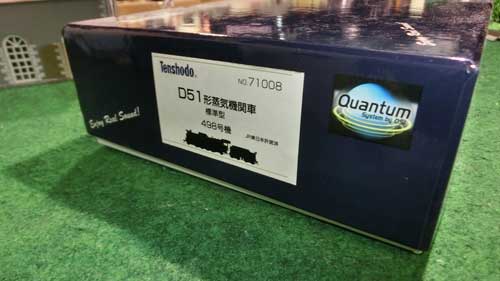 Tenshodo
NO.71008
D51形蒸気機関車
標準型
498号機
JR東日本許諾済
Enjoy Real Sound!
Quantum
System by QSI